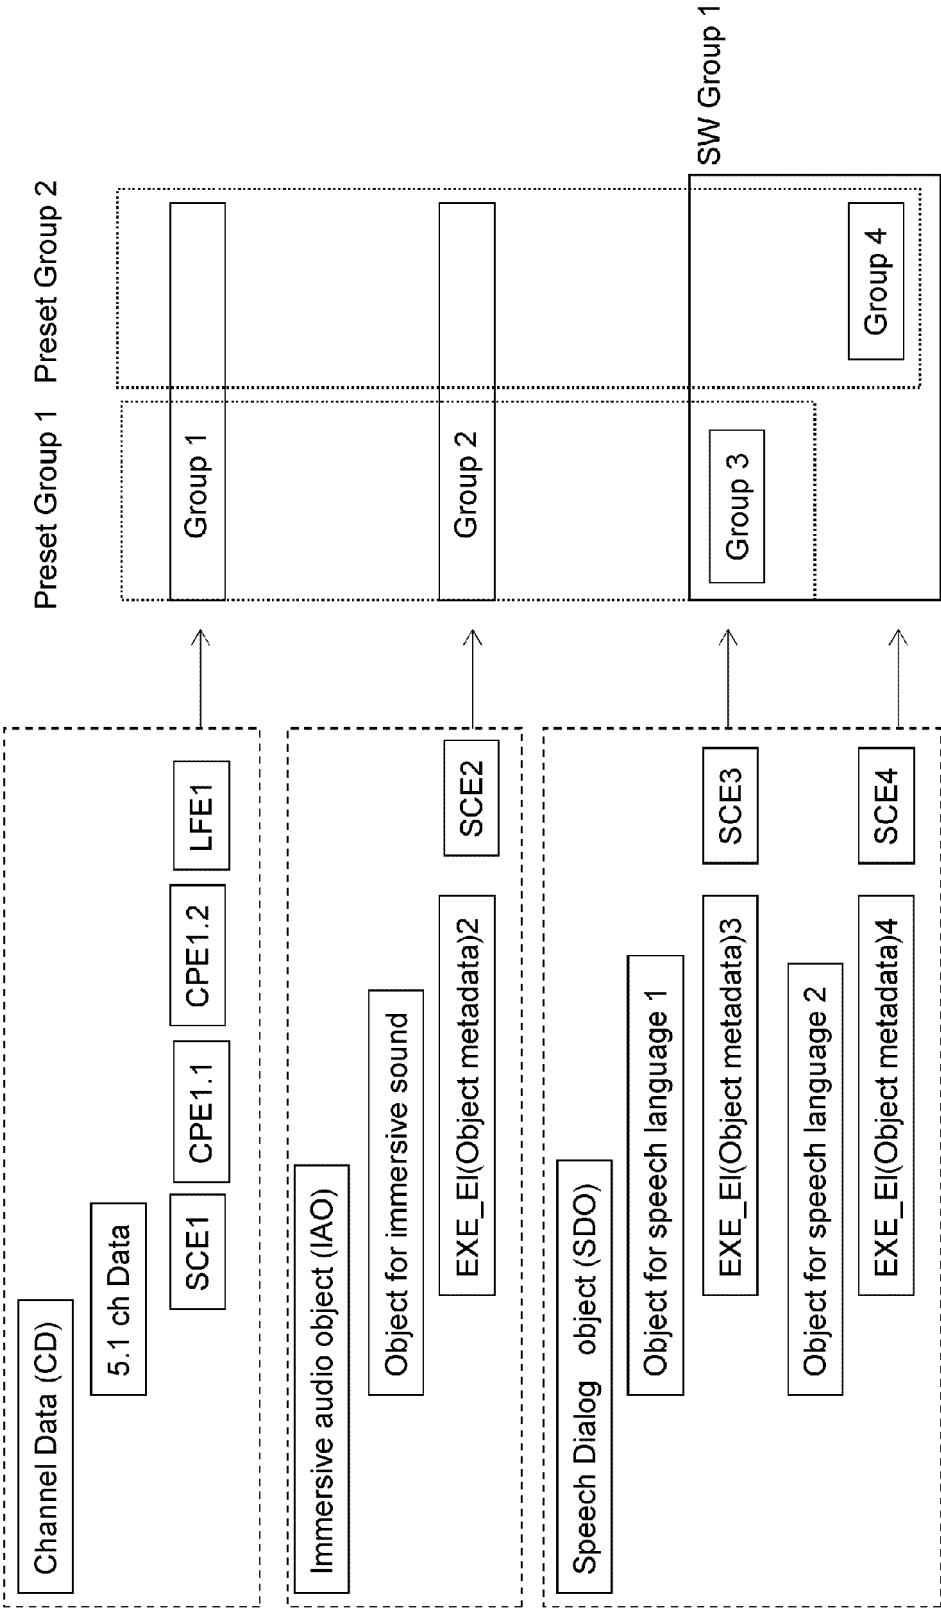 Channel Data (CD)
5.1 ch Data
SCE1 CPE1.1 CPE1.2 LFE1
Immersive audio object (IAO)
Object for immersive sound
EXE_El(Object metadata)2 SCE2
Speech Dialog object (SDO)
Object for speech language 1
EXE_El(Object metadata)3 SCE3
Object for speech language 2
EXE_El(Object metadata)4 SCE4
Preset Group 1 Preset Group 2
Group 1
Group 2
Group 3
Group 4
SW Group 1